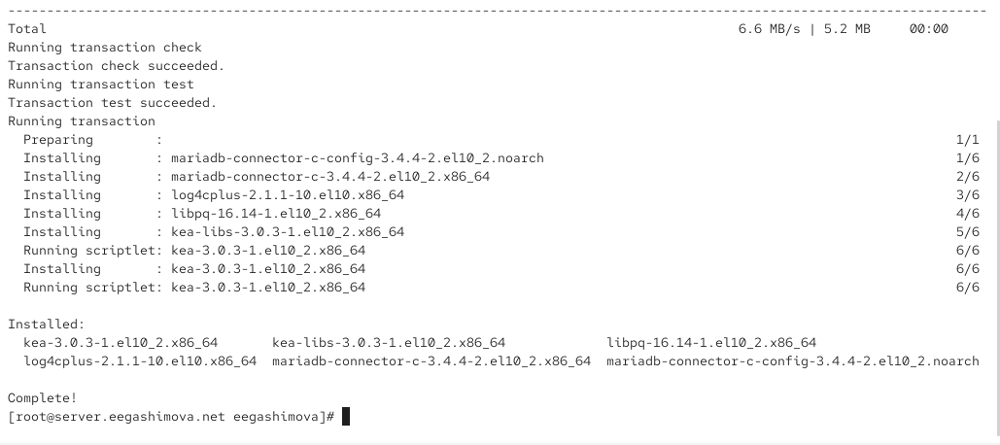 --------------------------------------------------------------------------------------------------------------------------------
Total                                                                                         6.6 MB/s | 5.2 MB     00:00
Running transaction check
Transaction check succeeded.
Running transaction test
Transaction test succeeded.
Running transaction
  Preparing        :                                                                                                      1/1
  Installing       : mariadb-connector-c-config-3.4.4-2.el10_2.noarch                                                     1/6
  Installing       : mariadb-connector-c-3.4.4-2.el10_2.x86_64                                                            2/6
  Installing       : log4cplus-2.1.1-10.el10.x86_64                                                                       3/6
  Installing       : libpq-16.14-1.el10_2.x86_64                                                                          4/6
  Installing       : kea-libs-3.0.3-1.el10_2.x86_64                                                                       5/6
  Running scriptlet: kea-3.0.3-1.el10_2.x86_64                                                                            6/6
  Installing       : kea-3.0.3-1.el10_2.x86_64                                                                            6/6
  Running scriptlet: kea-3.0.3-1.el10_2.x86_64                                                                            6/6

Installed:
  kea-3.0.3-1.el10_2.x86_64       kea-libs-3.0.3-1.el10_2.x86_64             libpq-16.14-1.el10_2.x86_64
  log4cplus-2.1.1-10.el10.x86_64  mariadb-connector-c-3.4.4-2.el10_2.x86_64  mariadb-connector-c-config-3.4.4-2.el10_2.noarch

Complete!
[root@server.eegashimova.net eegashimova]#